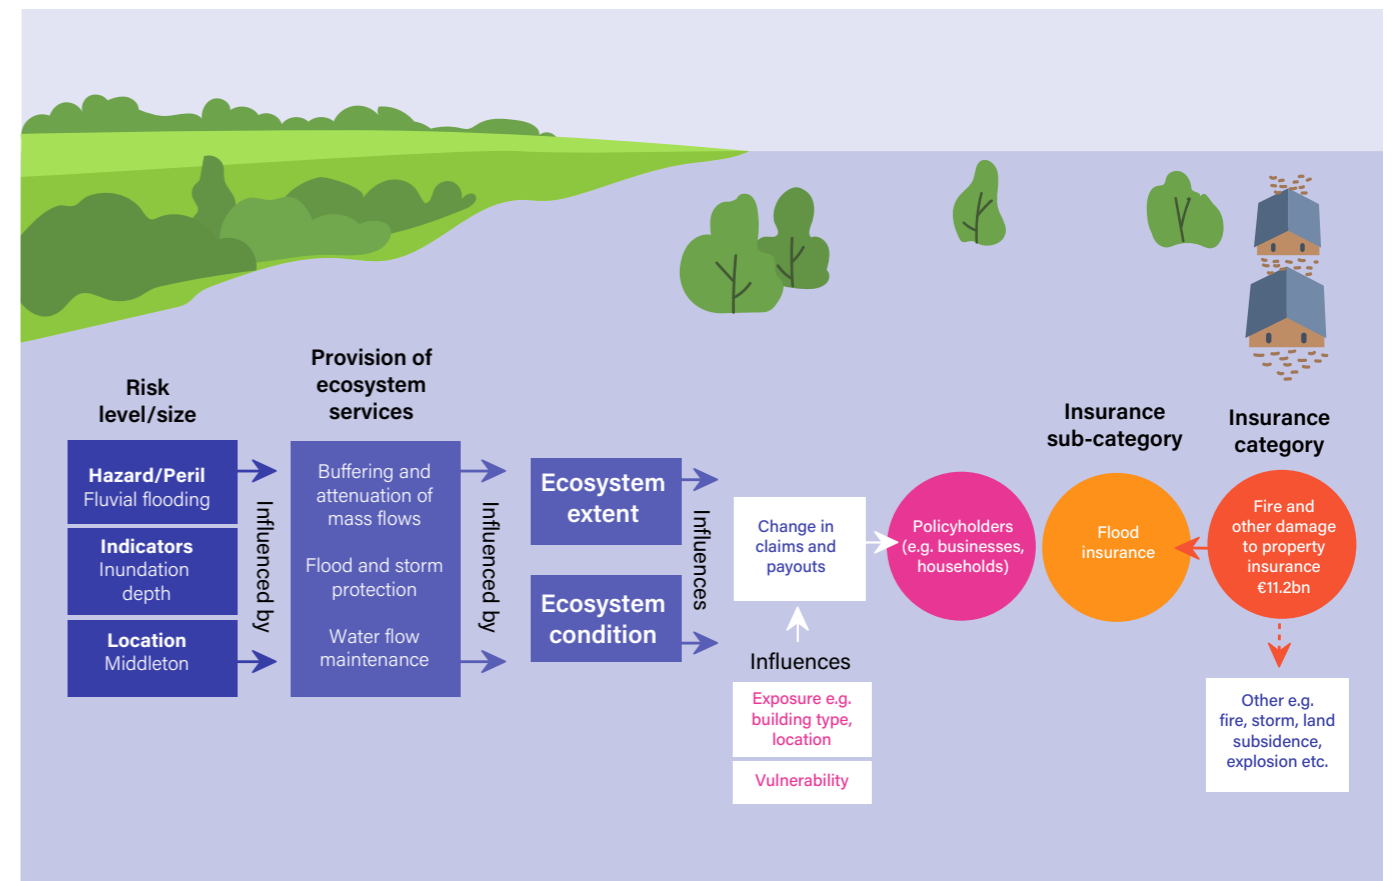 Risk
level/size
Hazard/Peril
Fluvial flooding
Indicators
Inundation
depth
Location
Middleton
Influenced by
Provision of
ecosystem
services
Buffering and
attenuation of
mass flows
Flood and storm
protection
Water flow
maintenance
Influenced by
Ecosystem
extent
Ecosystem
condition
Influences
Change in
claims and
payouts
Influences
Exposure e.g.
building type,
location
Vulnerability
Policyholders
(e.g. businesses,
households)
Insurance
sub-category
Flood
insurance
Insurance
category
Fire and
other damage
to property
insurance
€11.2bn
Other e.g.
fire, storm, land
subsidence,
explosion etc.